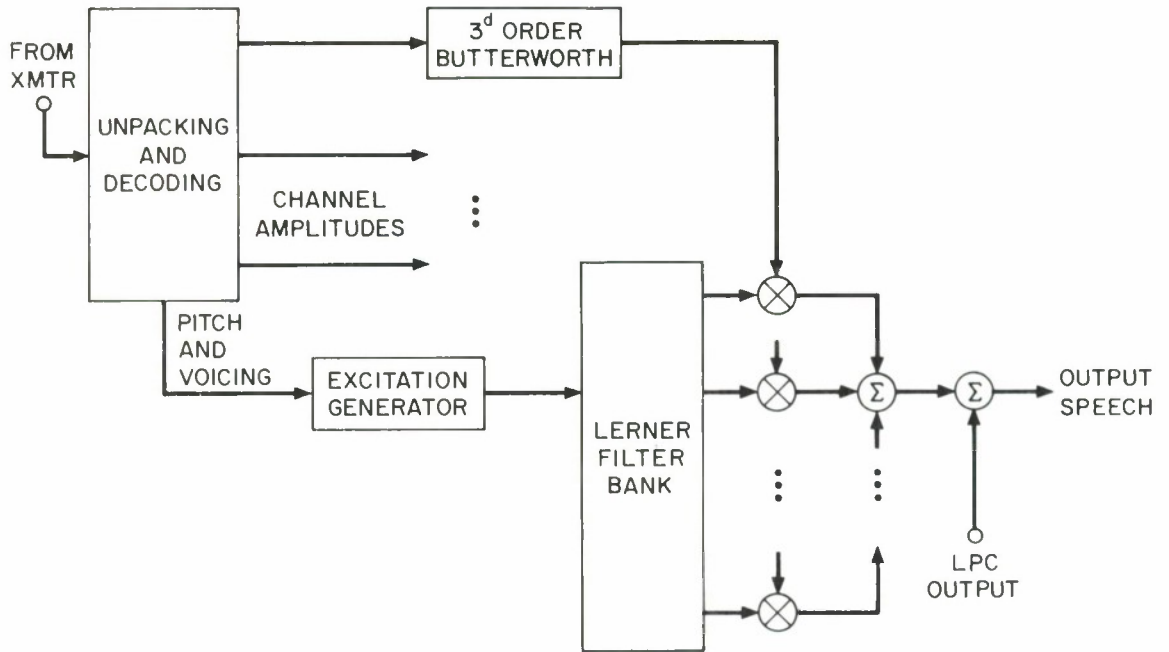 FROM
XMTR
UNPACKING
AND
DECODING
3d ORDER
BUTTERWORTH
CHANNEL
AMPLITUDES
PITCH
AND
VOICING
EXCITATION
GENERATOR
LERNER
FILTER
BANK
Σ
Σ
OUTPUT
SPEECH
LPC
OUTPUT